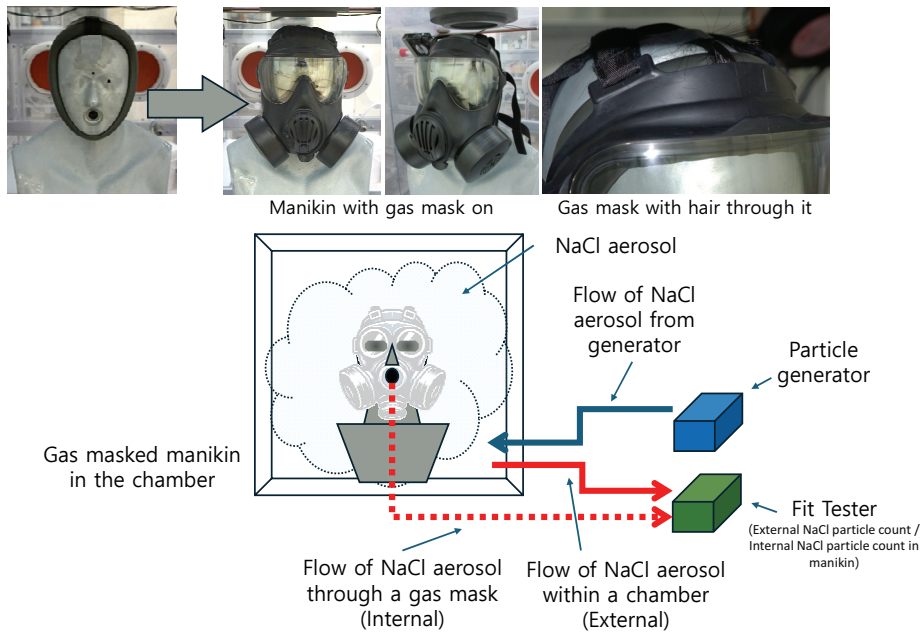 Manikin with gas mask on
Gas mask with hair through it
NaCl aerosol
Flow of NaCl
aerosol from
generator
Particle
generator
Gas masked manikin
in the chamber
Fit Tester
(External NaCl particle count /
Internal NaCl particle count in
manikin)
Flow of NaCl aerosol
through a gas mask
(Internal)
Flow of NaCl aerosol
within a chamber
(External)